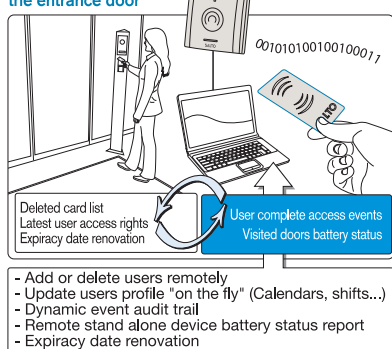 the entrance door
SALTO
001010100100100011
LTO
Deleted card list
Latest user access rights
Expiracy date renovation
User complete access events
Visited doors battery status
- Add or delete users remotely
- Update users profile "on the fly" (Calendars, shifts...)
- Dynamic event audit trail
- Remote stand alone device battery status report
- Expiracy date renovation